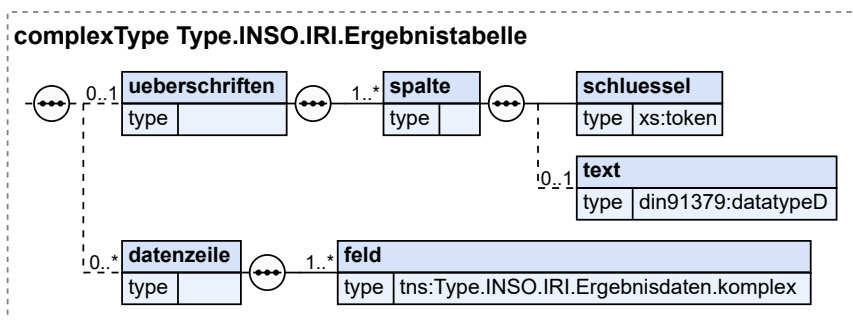 complexType Type.INSO.IRI.Ergebnistabelle
0..1 ueberschriften 1..* spalte schluessel
type type type xs:token
0..1 text
type din91379:datatypeD
0..* datenzeile 1..* feld
type type tns:Type.INSO.IRI.Ergebnisdaten.komplex